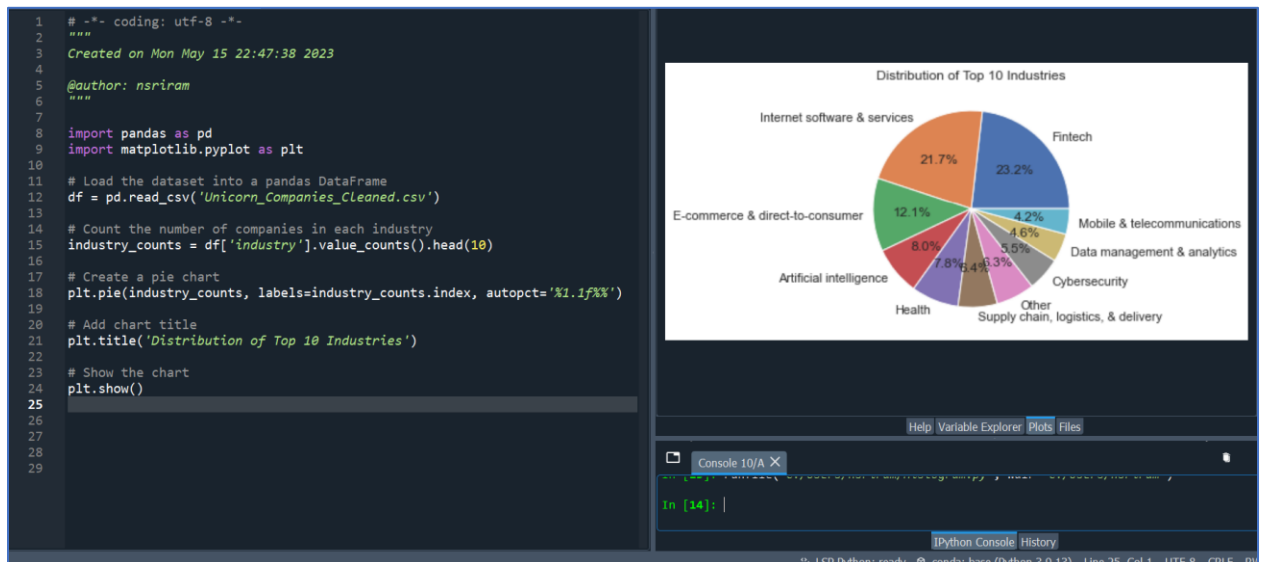 1 # -*- coding: utf-8 -*-
2 """
3 Created on Mon May 15 22:47:38 2023
4
5 @author: nsriram
6 """
7
8 import pandas as pd
9 import matplotlib.pyplot as plt
10
11 # Load the dataset into a pandas DataFrame
12 df = pd.read_csv('Unicorn_Companies_Cleaned.csv')
13
14 # Count the number of companies in each industry
15 industry_counts = df['industry'].value_counts().head(10)
16
17 # Create a pie chart
18 plt.pie(industry_counts, labels=industry_counts.index, autopct='%1.1f%%')
19
20 # Add chart title
21 plt.title('Distribution of Top 10 Industries')
22
23 # Show the chart
24 plt.show()
25
26
27
28
29
Distribution of Top 10 Industries
Internet software & services
Fintech
21.7%
23.2%
E-commerce & direct-to-consumer
12.1%
4.2%
Mobile & telecommunications
4.6%
8.0%
5.5%
Data management & analytics
7.8%
6.4%
6.3%
Artificial intelligence
Cybersecurity
Health
Other
Supply chain, logistics, & delivery
Help Variable Explorer Plots Files
Console 10/A
In [14]:
IPython Console History